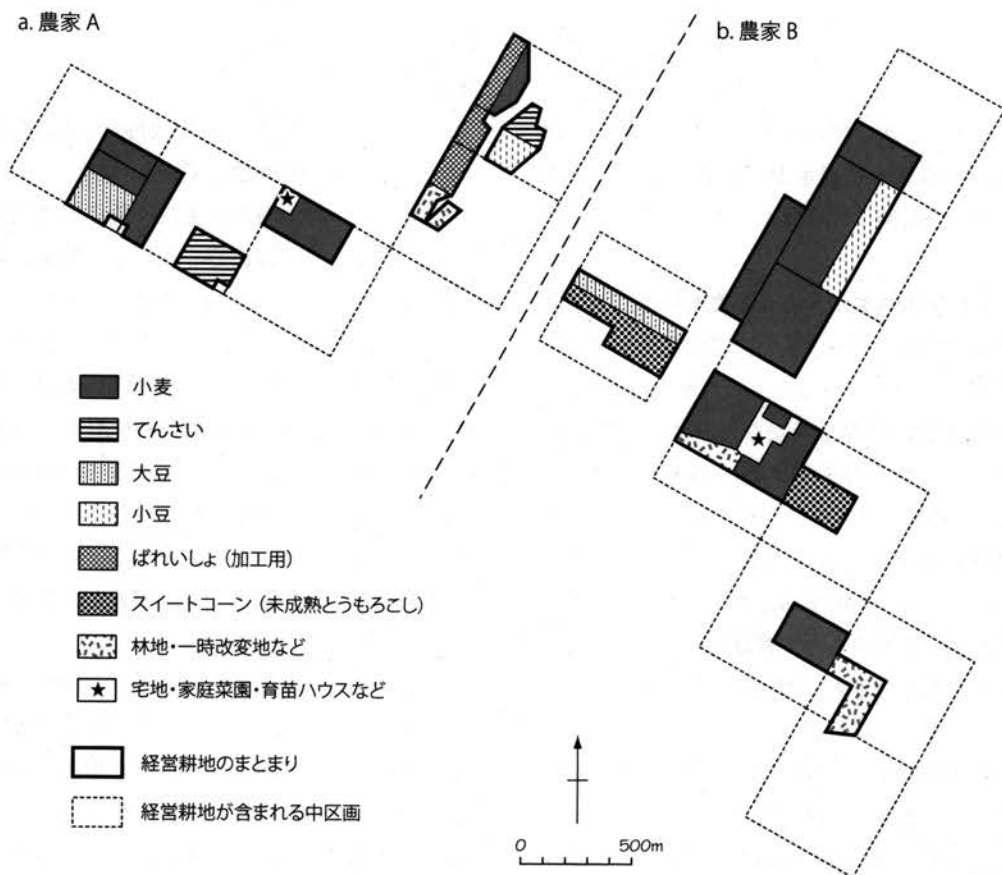 a. 農家 A
b. 農家 B
小麦
てんさい
大豆
小豆
ばれいしょ (加工用)
スイートコーン (未成熟とうもろこし)
林地・一時改変地など
宅地・家庭菜園・育苗ハウスなど
経営耕地のまとまり
経営耕地が含まれる中区画
0 500m